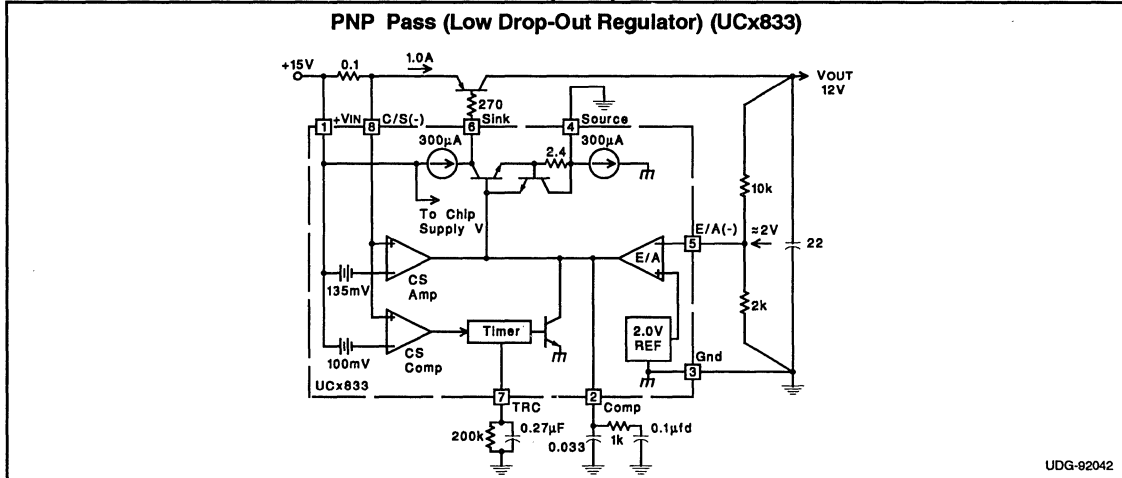 PNP Pass (Low Drop-Out Regulator) (UCx833)
+15V
0.1
1.0A
VOUT
12V
270
1
+VIN
8
C/S(-)
6
Sink
4
Source
300µA
2.4
300µA
10k
To Chip
Supply V
E/A(-)
5
≈2V
22
E/A
CS
Amp
135mV
2k
Timer
2.0V
REF
CS
Comp
100mV
Gnd
3
UCx833
7
TRC
2
Comp
200k
0.27µF
0.033
1k
0.1µfd
UDG-92042